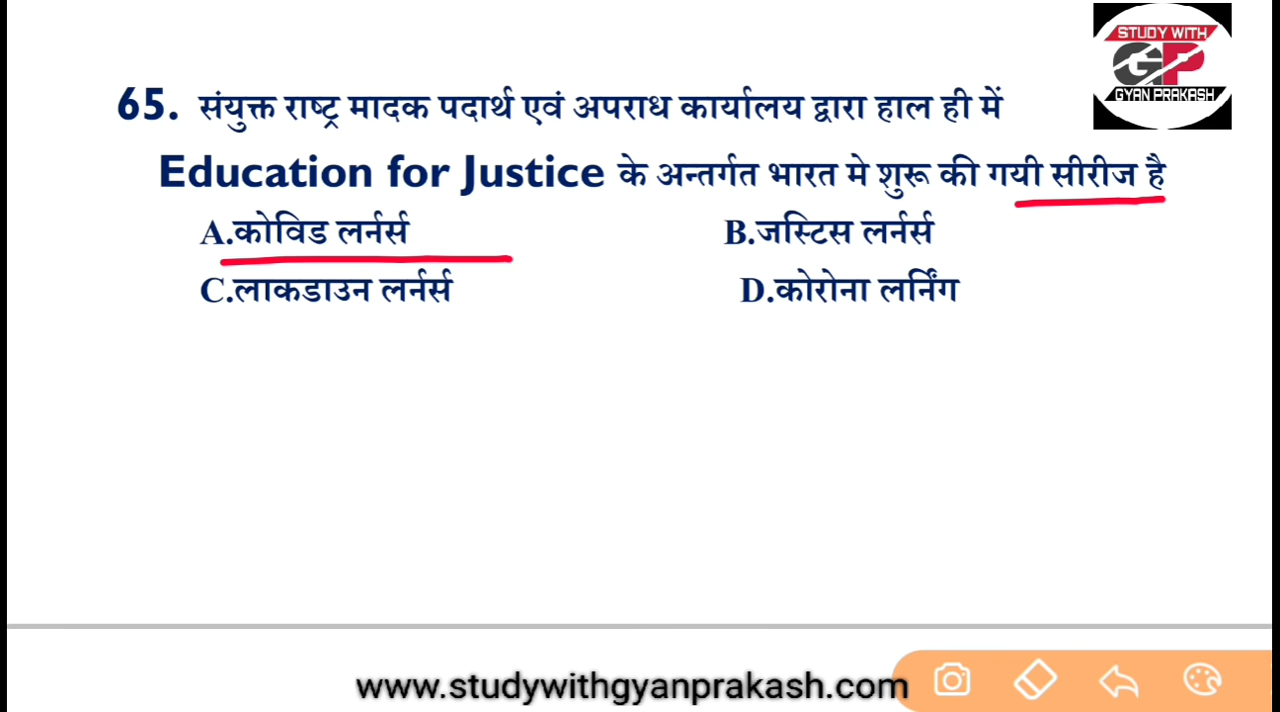 STUDY WITH
GP
GYAN PRAKASH
65. संयुक्त राष्ट्र मादक पदार्थ एवं अपराध कार्यालय द्वारा हाल ही में
Education for Justice के अन्तर्गत भारत मे शुरू की गयी सीरीज है
A.कोविड लर्नर्स B.जस्टिस लर्नर्स
C.लाकडाउन लर्नर्स D.कोरोना लर्निंग
www.studywithgyanprakash.com